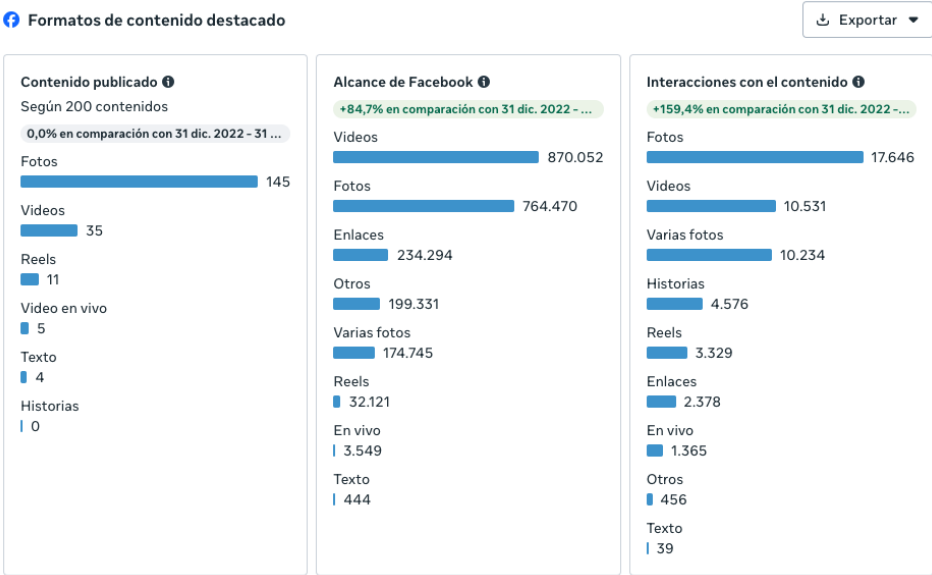 Formatos de contenido destacado
Exportar
Contenido publicado
Según 200 contenidos
0,0% en comparación con 31 dic. 2022 - 31 ...
Fotos
145
Videos
35
Reels
11
Video en vivo
5
Texto
4
Historias
0
Alcance de Facebook
+84,7% en comparación con 31 dic. 2022 - ...
Videos
870.052
Fotos
764.470
Enlaces
234.294
Otros
199.331
Varias fotos
174.745
Reels
32.121
En vivo
3.549
Texto
444
Interacciones con el contenido
+159,4% en comparación con 31 dic. 2022 -...
Fotos
17.646
Videos
10.531
Varias fotos
10.234
Historias
4.576
Reels
3.329
Enlaces
2.378
En vivo
1.365
Otros
456
Texto
39